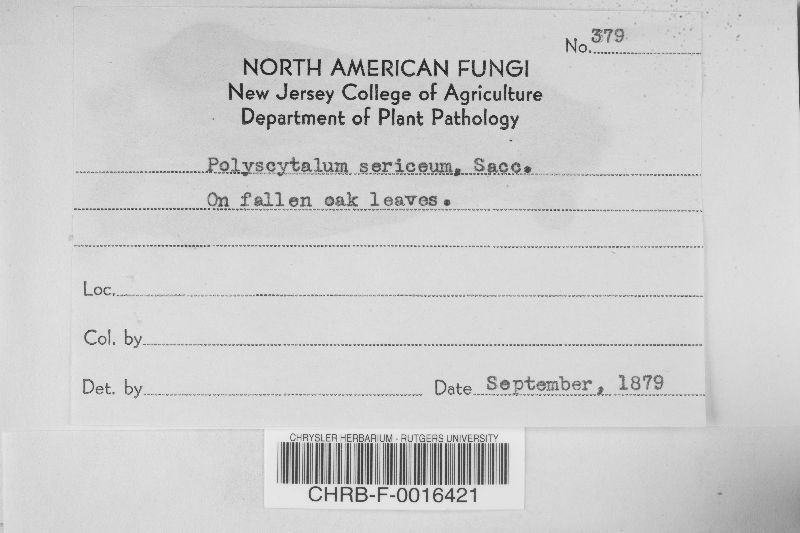 No. 379
NORTH AMERICAN FUNGI
New Jersey College of Agriculture
Department of Plant Pathology
Polyscytalum sericeum, Sacc.
On fallen oak leaves.
Loc.
Col. by
Det. by Date September, 1879
CHRYSLER HERBARIUM - RUTGERS UNIVERSITY
CHRB-F-0016421